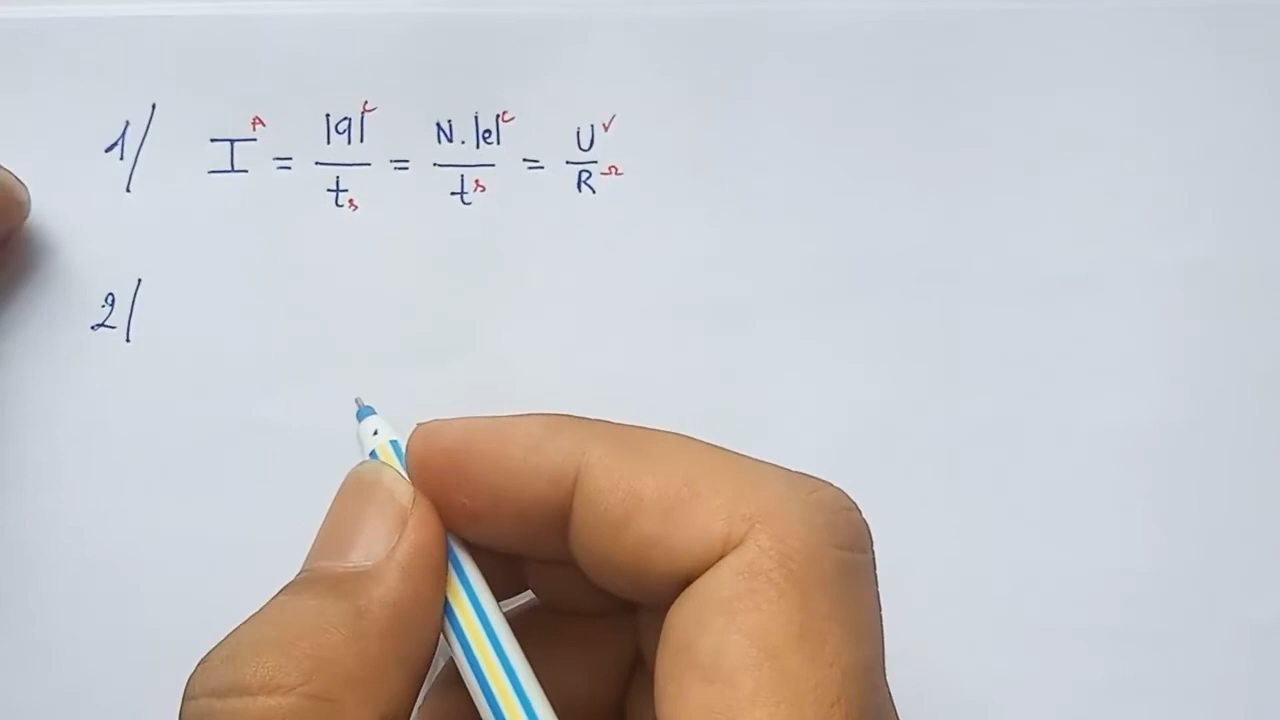 1/ I^A = |q|^C / t_s = N.|e|^C / t^s = U^V / R^Ω
2/